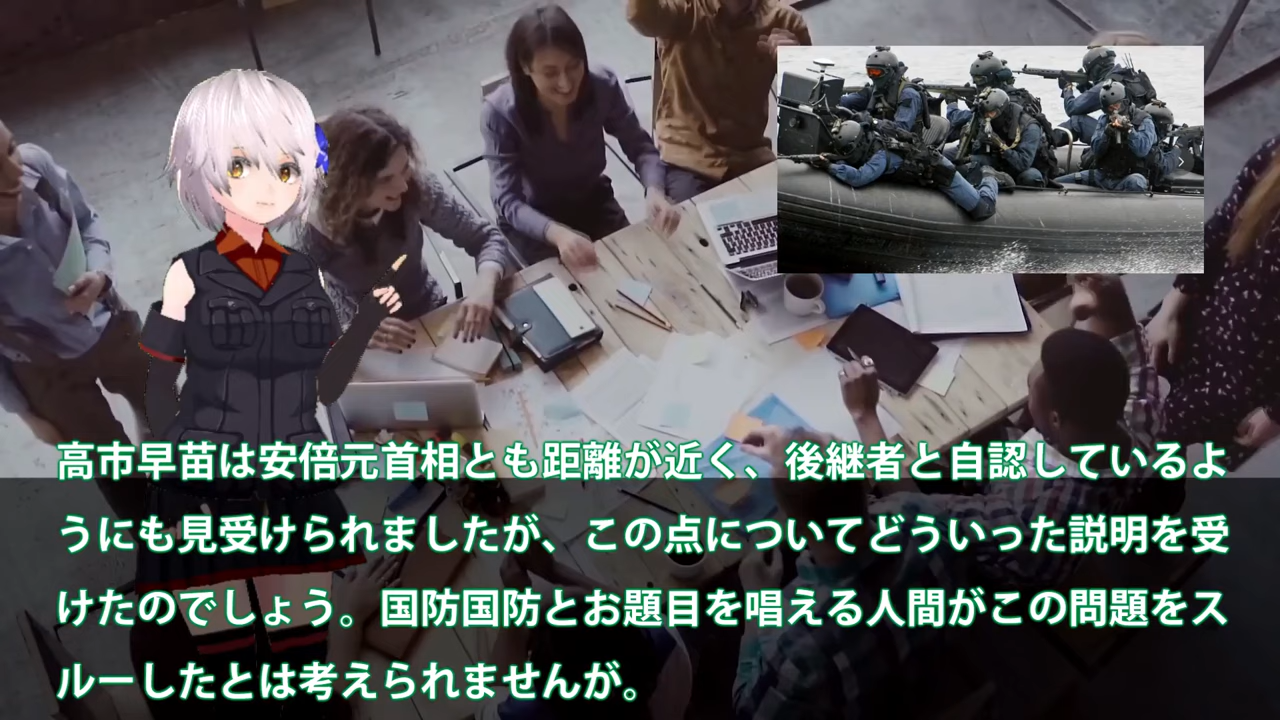 高市早苗は安倍元首相とも距離が近く、後継者と自認しているよ
うにも見受けられましたが、この点についてどういった説明を受
けたのでしょう。国防国防とお題目を唱える人間がこの問題をス
ルーしたとは考えられませんが。